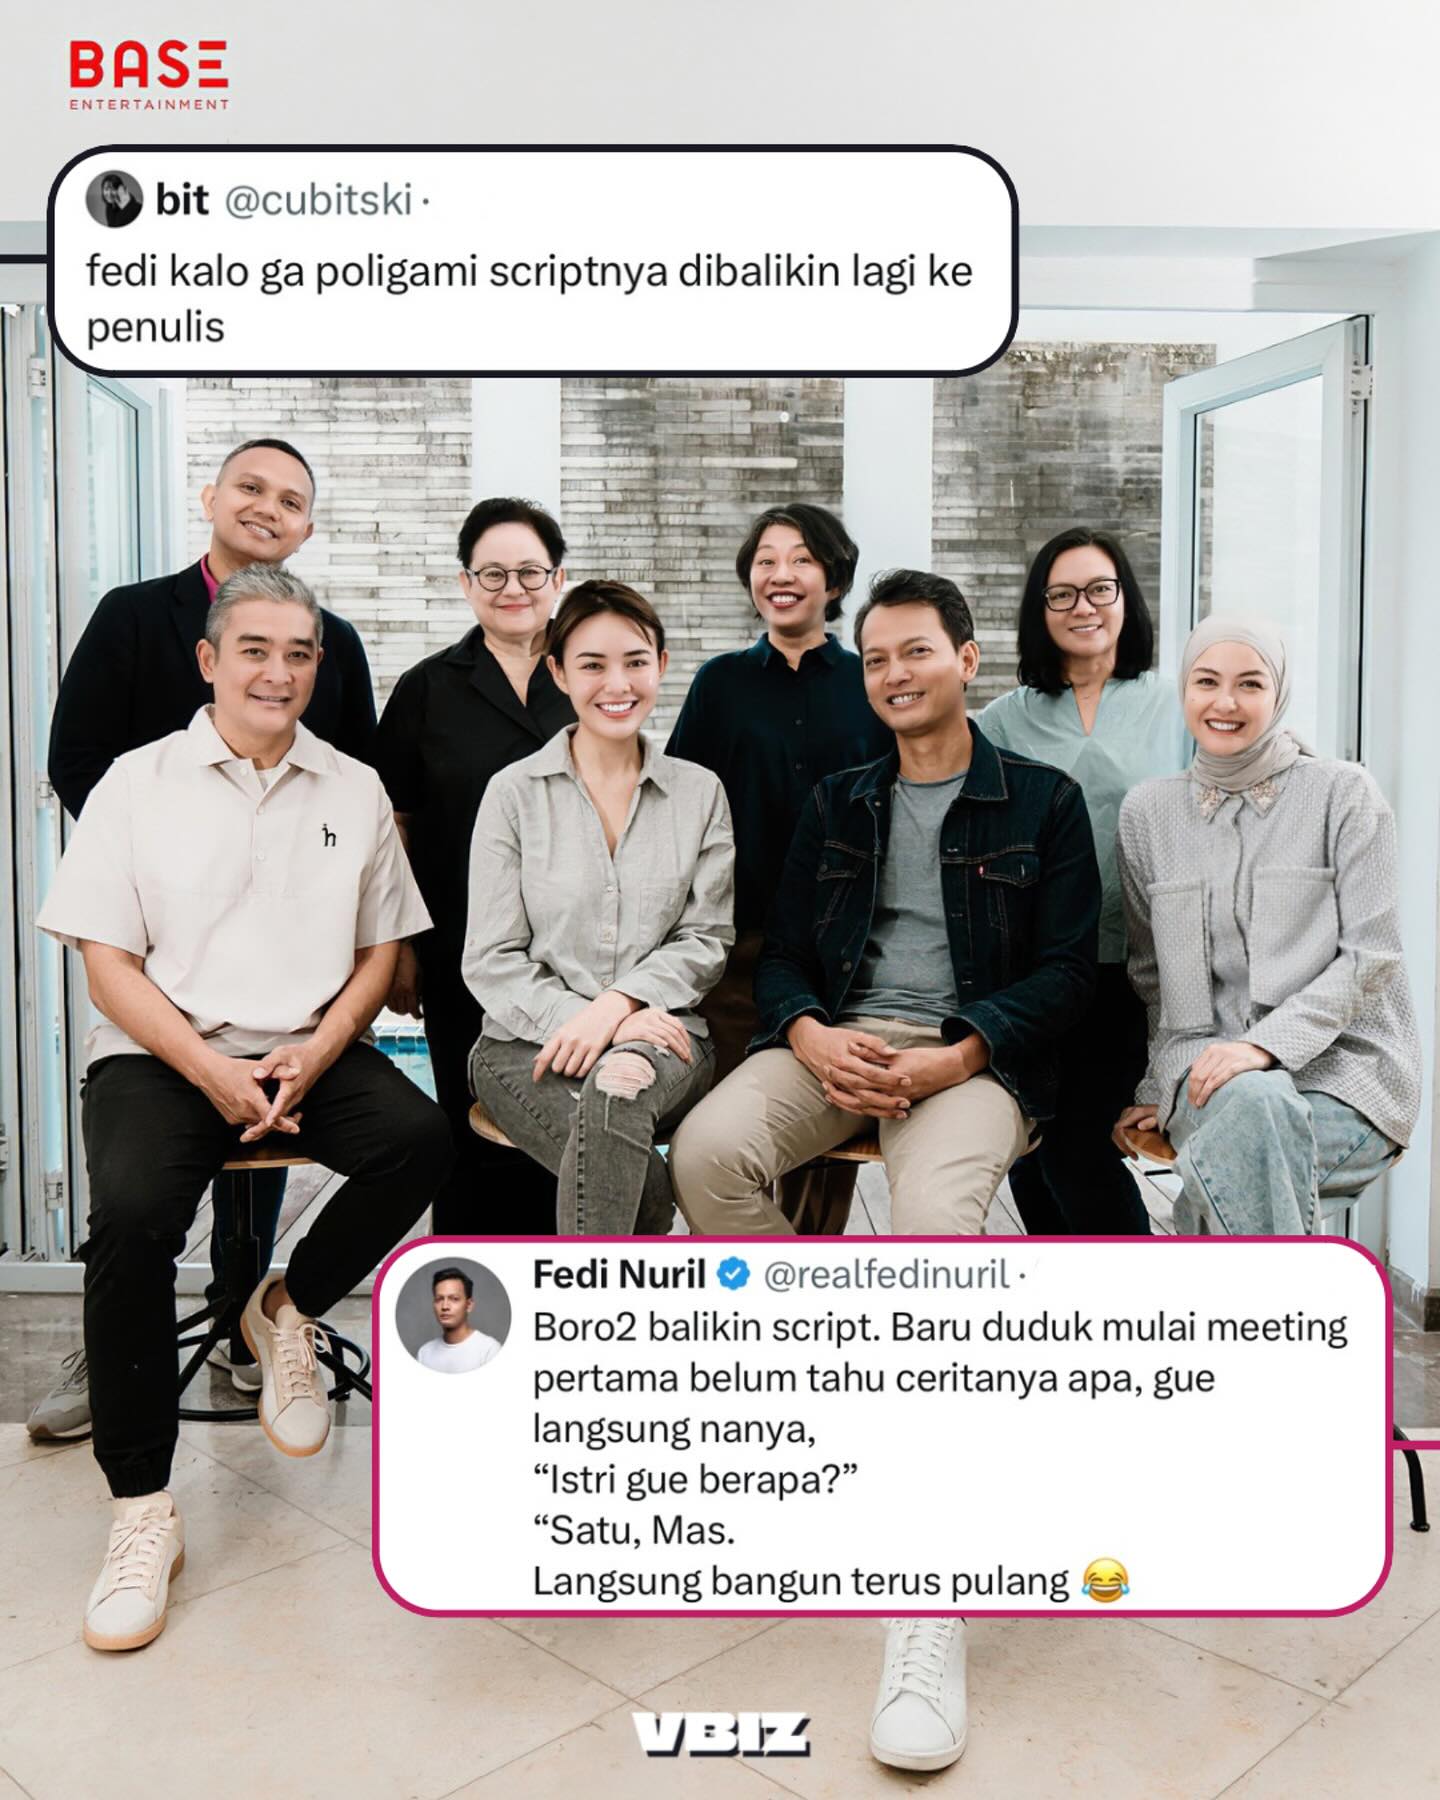 BASE
ENTERTAINMENT
bit @cubitski ·
fedi kalo ga poligami scriptnya dibalikin lagi ke
penulis
h
Fedi Nuril @realfedinuril ·
Boro2 balikin script. Baru duduk mulai meeting
pertama belum tahu ceritanya apa, gue
langsung nanya,
“Istri gue berapa?”
“Satu, Mas.
Langsung bangun terus pulang 😂
VBIZ